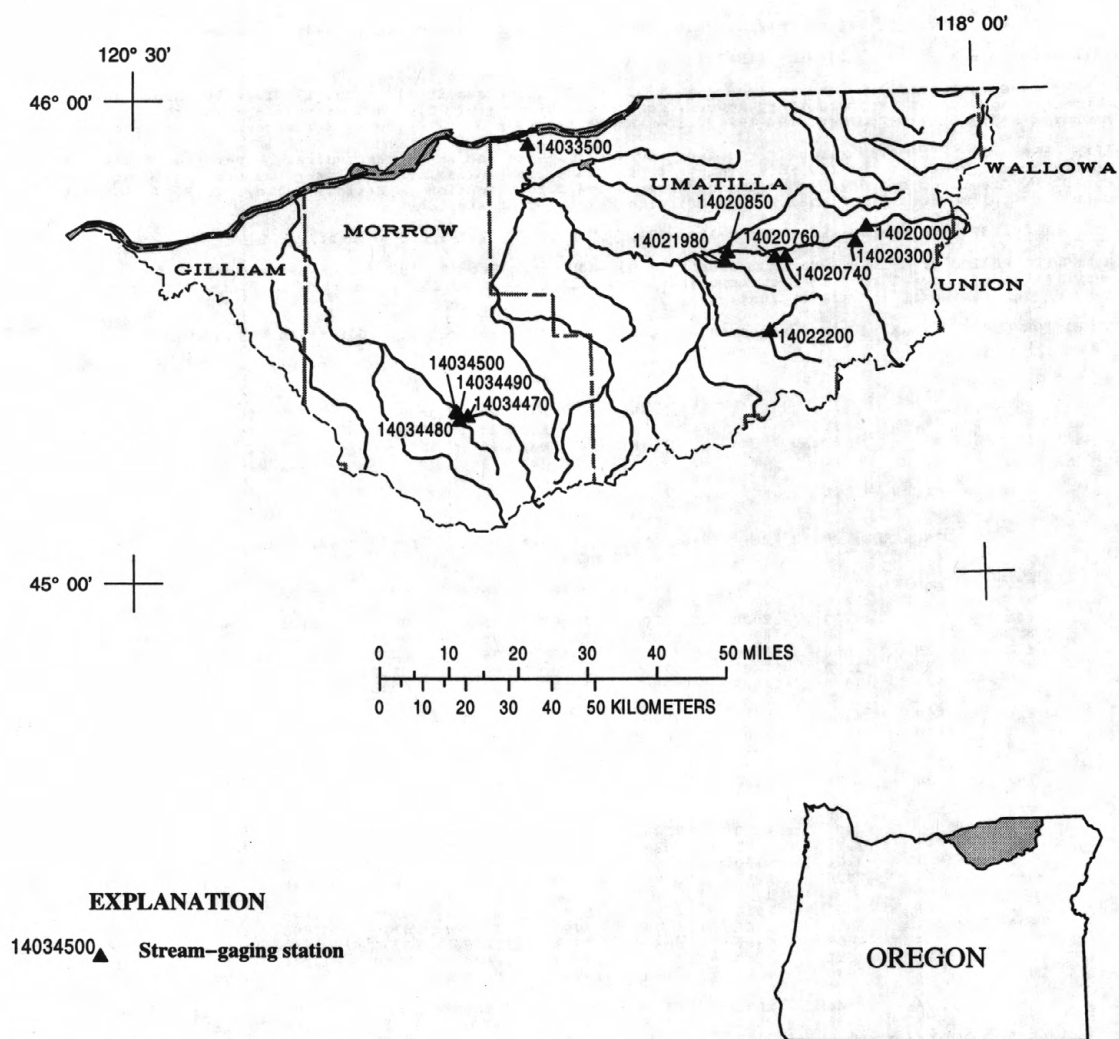 118° 00'
120° 30'
46° 00'
14033500
WALLOWA
UMATILLA
14020850
MORROW
14021980
14020760
14020000
14020300
GILLIAM
14020740
UNION
14022200
14034500
14034490
14034470
14034480
45° 00'
0 10 20 30 40 50 MILES
0 10 20 30 40 50 KILOMETERS
EXPLANATION
14034500 Stream–gaging station
OREGON